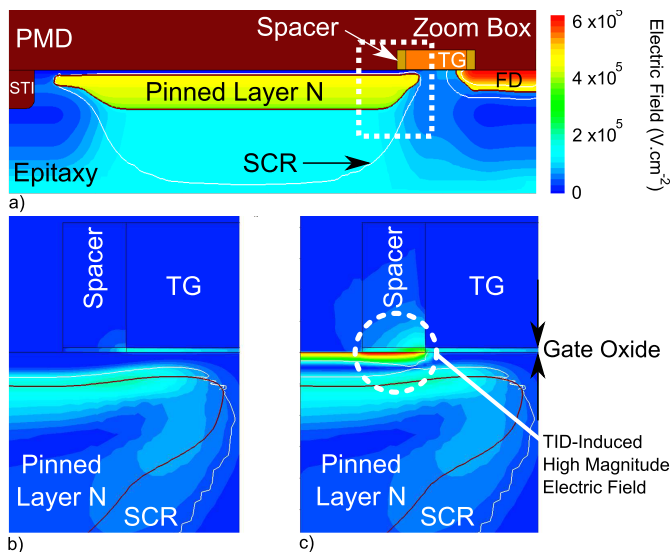 PMD
Spacer
Zoom Box
TG
STI
Pinned Layer N
FD
SCR
Epitaxy
a)
6 x10⁵
4 x10⁵
2 x10⁵
0
Electric Field (V.cm⁻²)
b)
Spacer
TG
Pinned
Layer N
SCR
c)
Spacer
TG
Gate Oxide
TID-Induced
High Magnitude
Electric Field
Pinned
Layer N
SCR